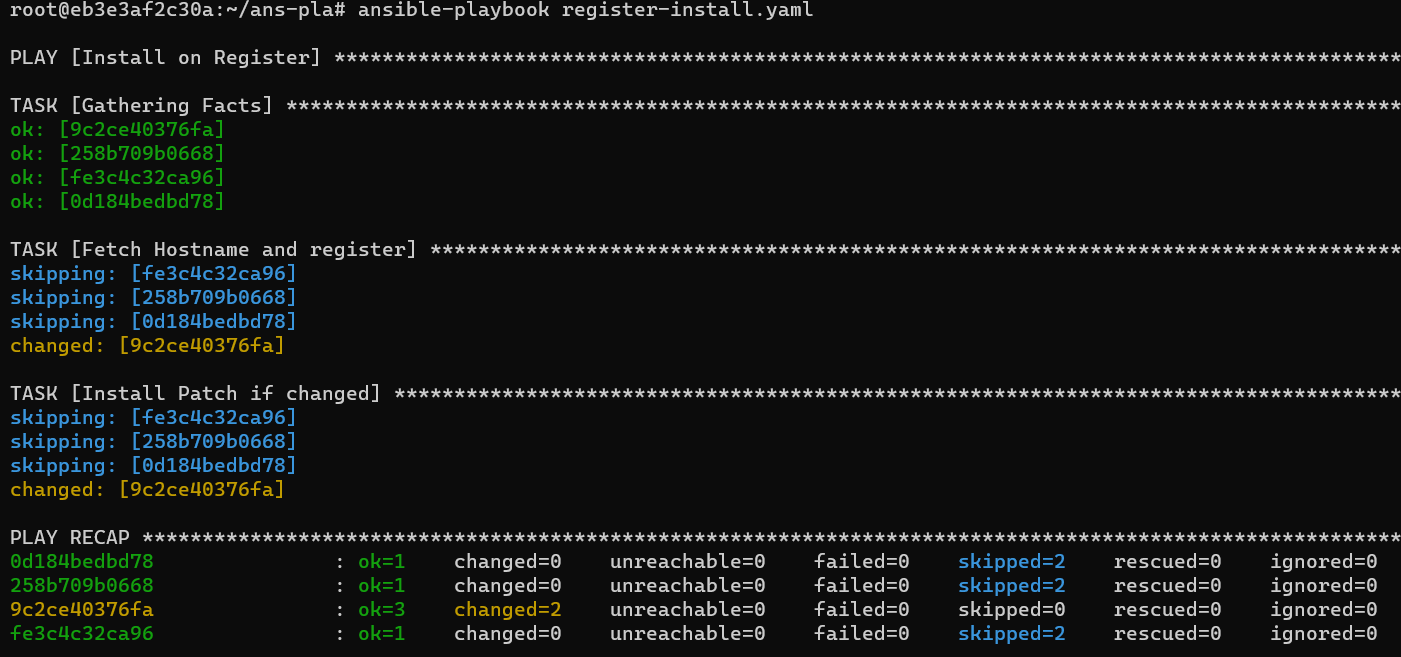 root@eb3e3af2c30a:~/ans-pla# ansible-playbook register-install.yaml
PLAY [Install on Register] *****************************************************************************************
TASK [Gathering Facts] *********************************************************************************************
ok: [9c2ce40376fa]
ok: [258b709b0668]
ok: [fe3c4c32ca96]
ok: [0d184bedbd78]
TASK [Fetch Hostname and register] *********************************************************************************
skipping: [fe3c4c32ca96]
skipping: [258b709b0668]
skipping: [0d184bedbd78]
changed: [9c2ce40376fa]
TASK [Install Patch if changed] ************************************************************************************
skipping: [fe3c4c32ca96]
skipping: [258b709b0668]
skipping: [0d184bedbd78]
changed: [9c2ce40376fa]
PLAY RECAP *********************************************************************************************************
0d184bedbd78               : ok=1    changed=0    unreachable=0    failed=0    skipped=2    rescued=0    ignored=0
258b709b0668               : ok=1    changed=0    unreachable=0    failed=0    skipped=2    rescued=0    ignored=0
9c2ce40376fa               : ok=3    changed=2    unreachable=0    failed=0    skipped=0    rescued=0    ignored=0
fe3c4c32ca96               : ok=1    changed=0    unreachable=0    failed=0    skipped=2    rescued=0    ignored=0